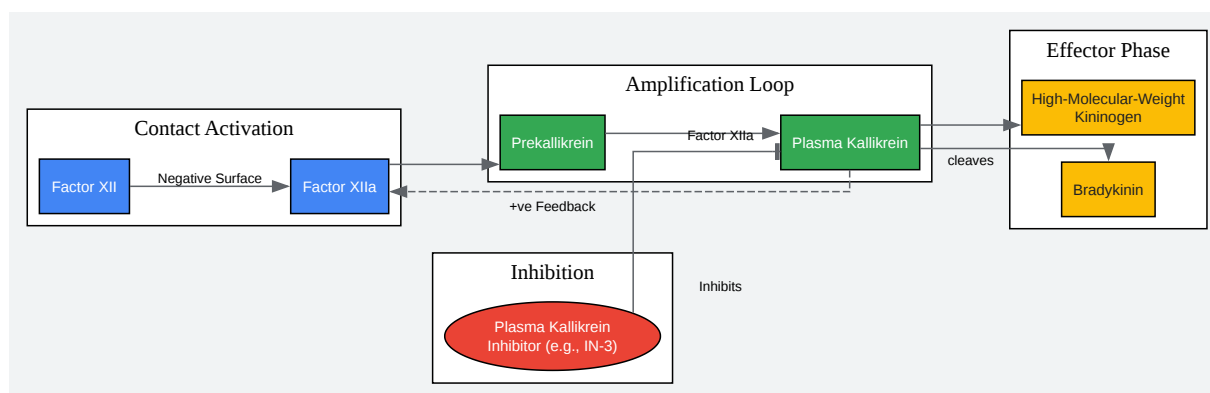 Contact Activation
Factor XII
Negative Surface
Factor XIIa
Amplification Loop
Prekallikrein
Factor XIIa
Plasma Kallikrein
+ve Feedback
Effector Phase
High-Molecular-Weight
Kininogen
cleaves
Bradykinin
Inhibition
Plasma Kallikrein
Inhibitor (e.g., IN-3)
Inhibits